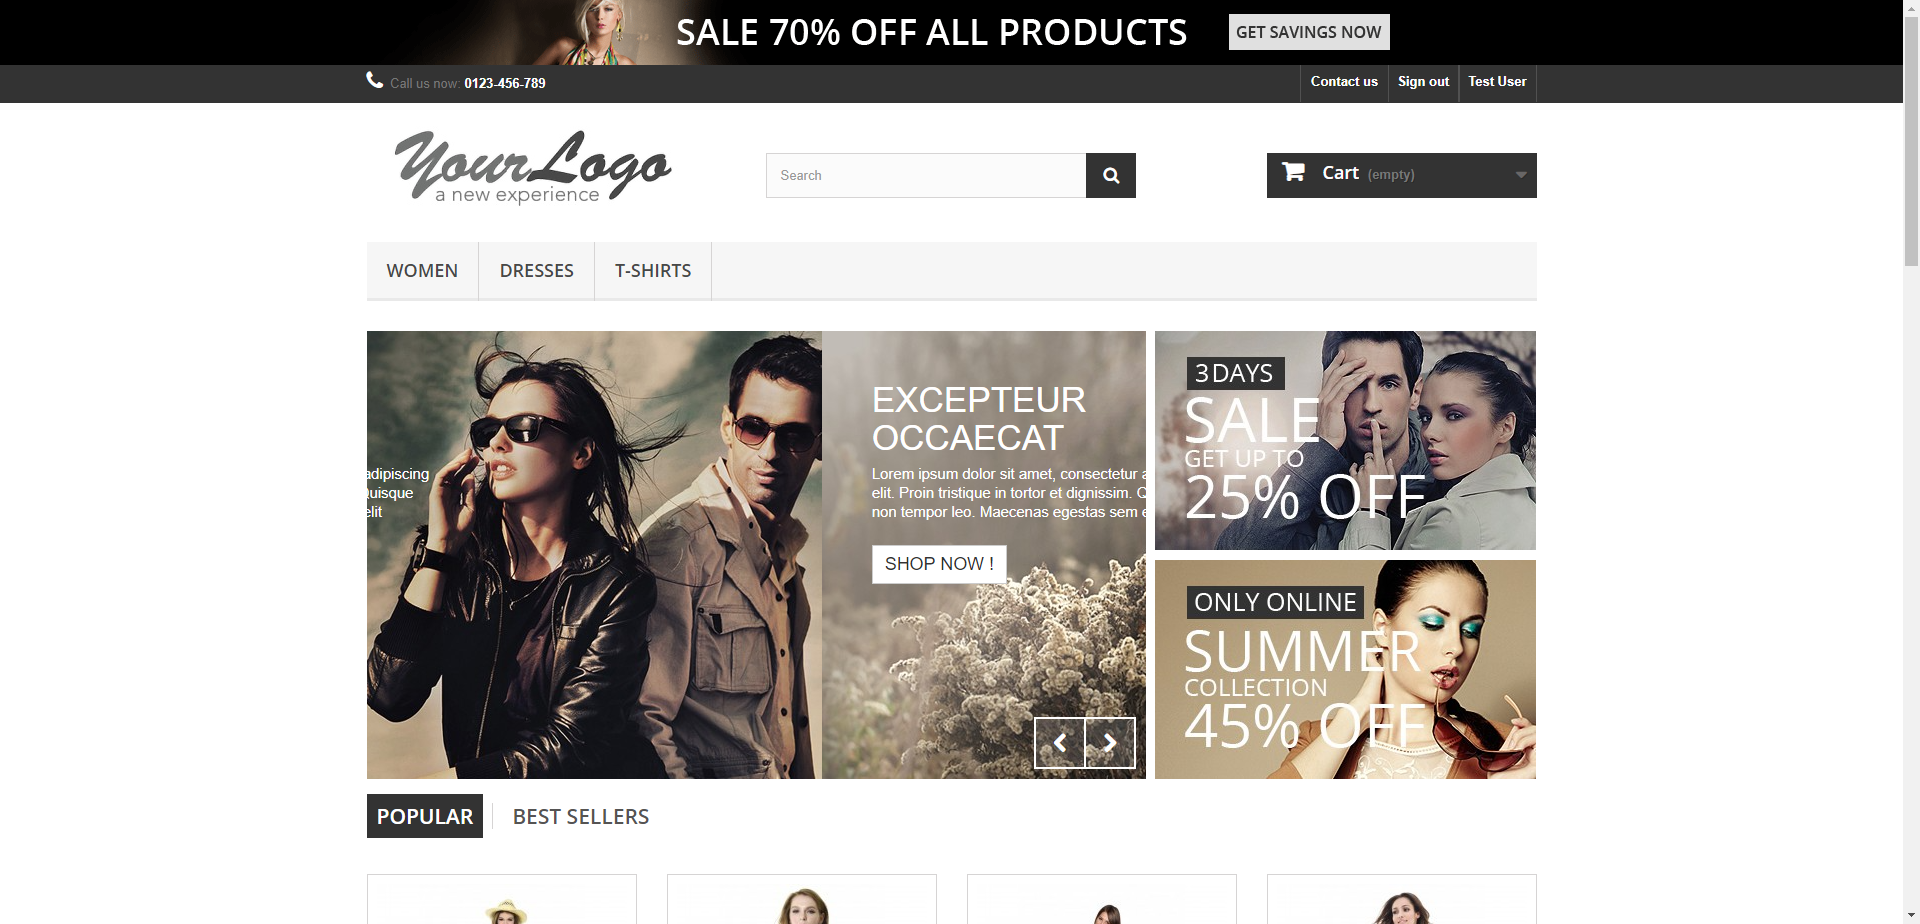 SALE 70% OFF ALL PRODUCTS
GET SAVINGS NOW
Call us now: 0123-456-789
Contact us
Sign out
Test User
YourLogo
a new experience
Search
Cart (empty)
WOMEN
DRESSES
T-SHIRTS
adipiscing
Quisque
elit
EXCEPTEUR
OCCAECAT
Lorem ipsum dolor sit amet, consectetur
elit. Proin tristique in tortor et dignissim.
non tempor leo. Maecenas egestas sem
SHOP NOW !
3DAYS
SALE
GET UP TO
25% OFF
ONLY ONLINE
SUMMER
COLLECTION
45% OFF
POPULAR
BEST SELLERS